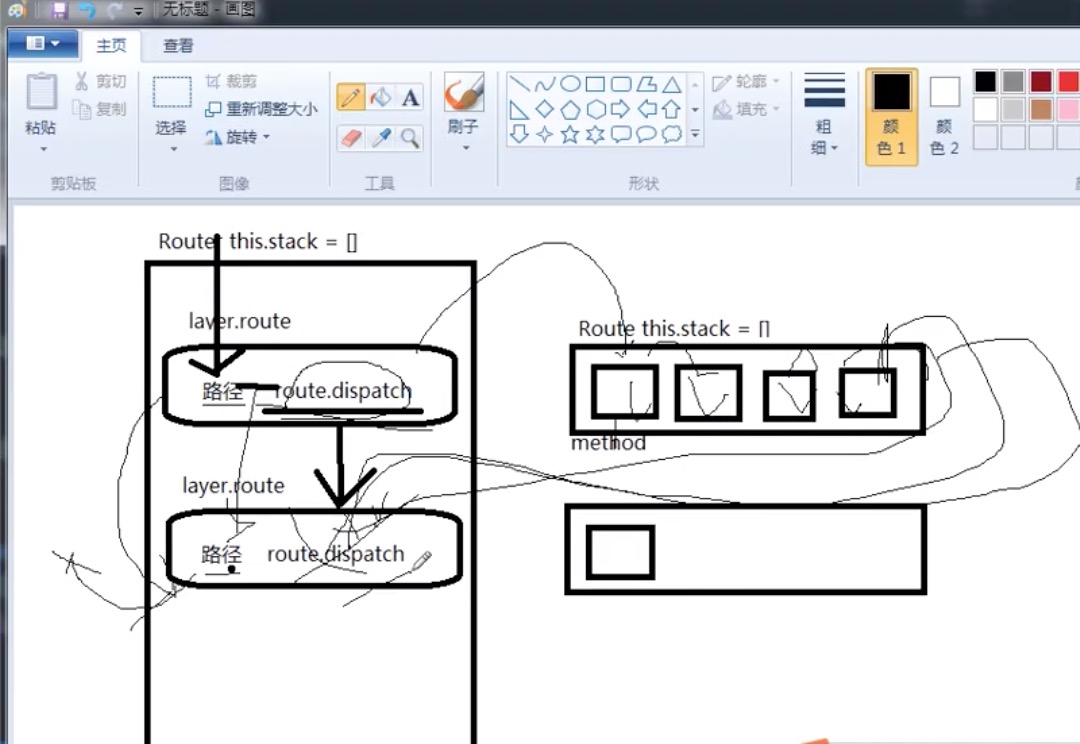 无标题 - 画图
主页 查看
粘贴
剪切
复制
剪贴板
选择
裁剪
重新调整大小
旋转
图像
A
工具
刷子
形状
轮廓
填充
粗细
颜色 1
颜色 2
Router this.stack = []
layer.route
路径 route.dispatch
layer.route
路径 route.dispatch
Route this.stack = []
method